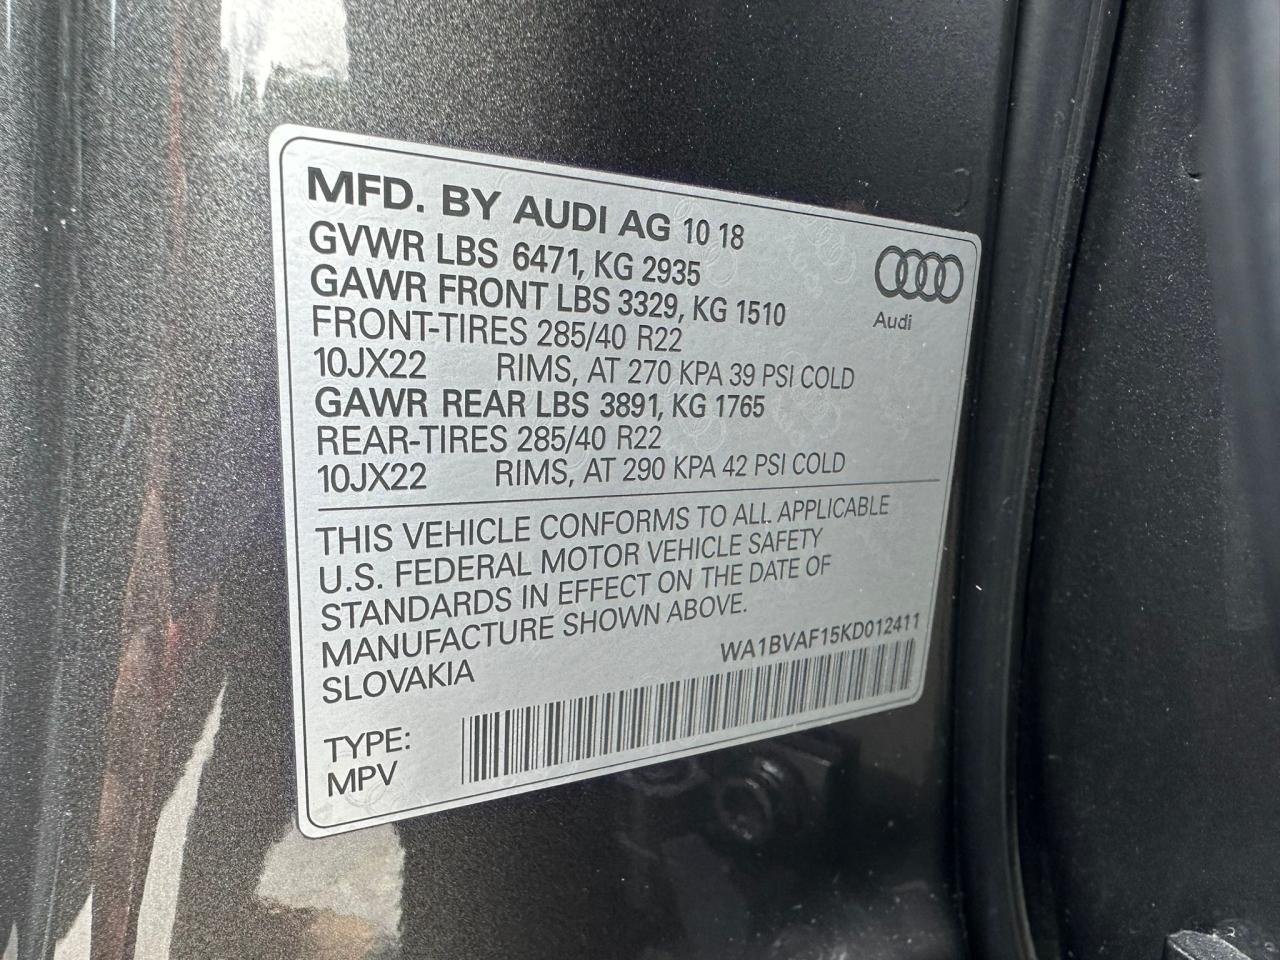 MFD. BY AUDI AG 10 18
GVWR LBS 6471, KG 2935
GAWR FRONT LBS 3329, KG 1510
FRONT-TIRES 285/40 R22
10JX22 RIMS, AT 270 KPA 39 PSI COLD
GAWR REAR LBS 3891, KG 1765
REAR-TIRES 285/40 R22
10JX22 RIMS, AT 290 KPA 42 PSI COLD
Audi
THIS VEHICLE CONFORMS TO ALL APPLICABLE
U.S. FEDERAL MOTOR VEHICLE SAFETY
STANDARDS IN EFFECT ON THE DATE OF
MANUFACTURE SHOWN ABOVE.
SLOVAKIA
WA1BVAF15KD012411
TYPE:
MPV